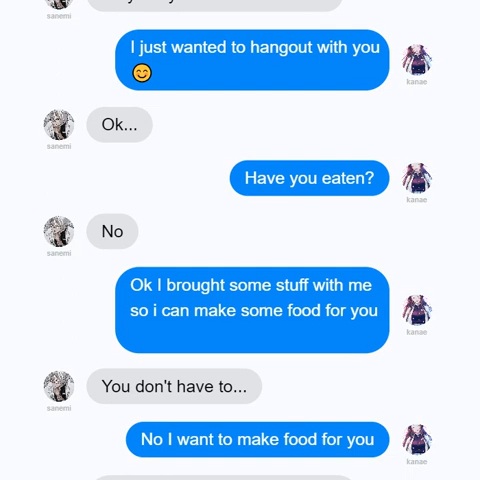 sanemi
I just wanted to hangout with you
😊
kanae
Ok...
sanemi
Have you eaten?
kanae
No
sanemi
Ok I brought some stuff with me
so i can make some food for you
kanae
You don't have to...
sanemi
No I want to make food for you
kanae